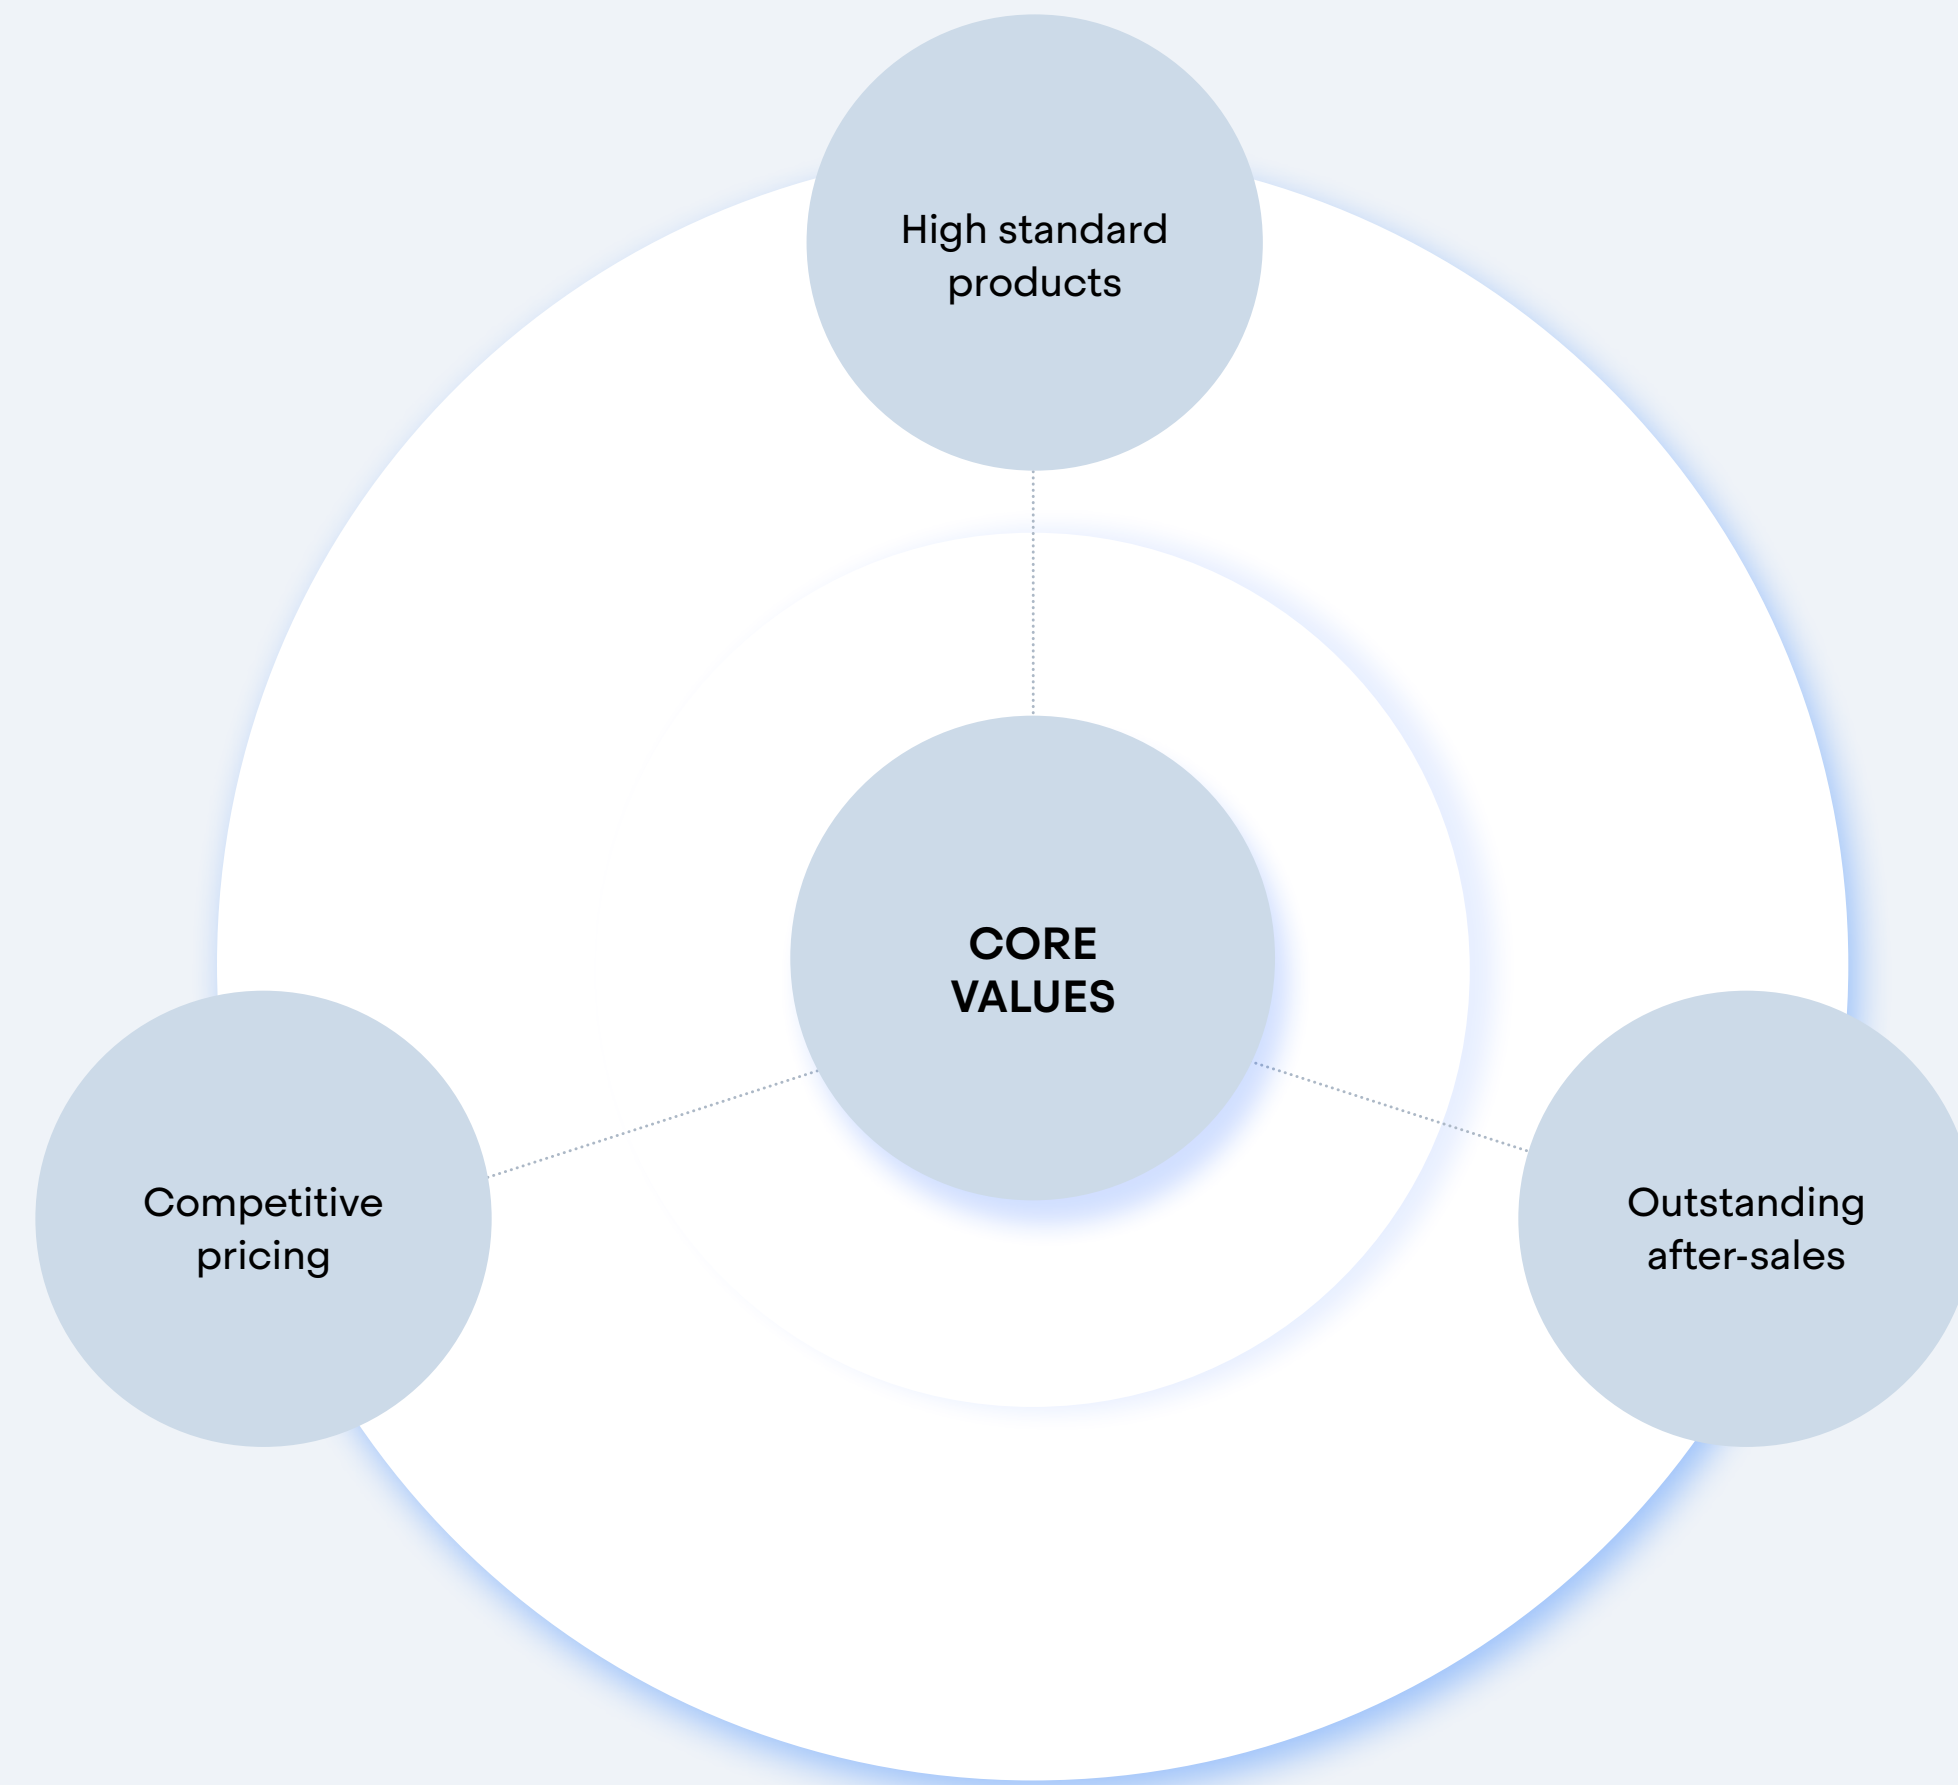 High standard
products
CORE
VALUES
Competitive
pricing
Outstanding
after-sales